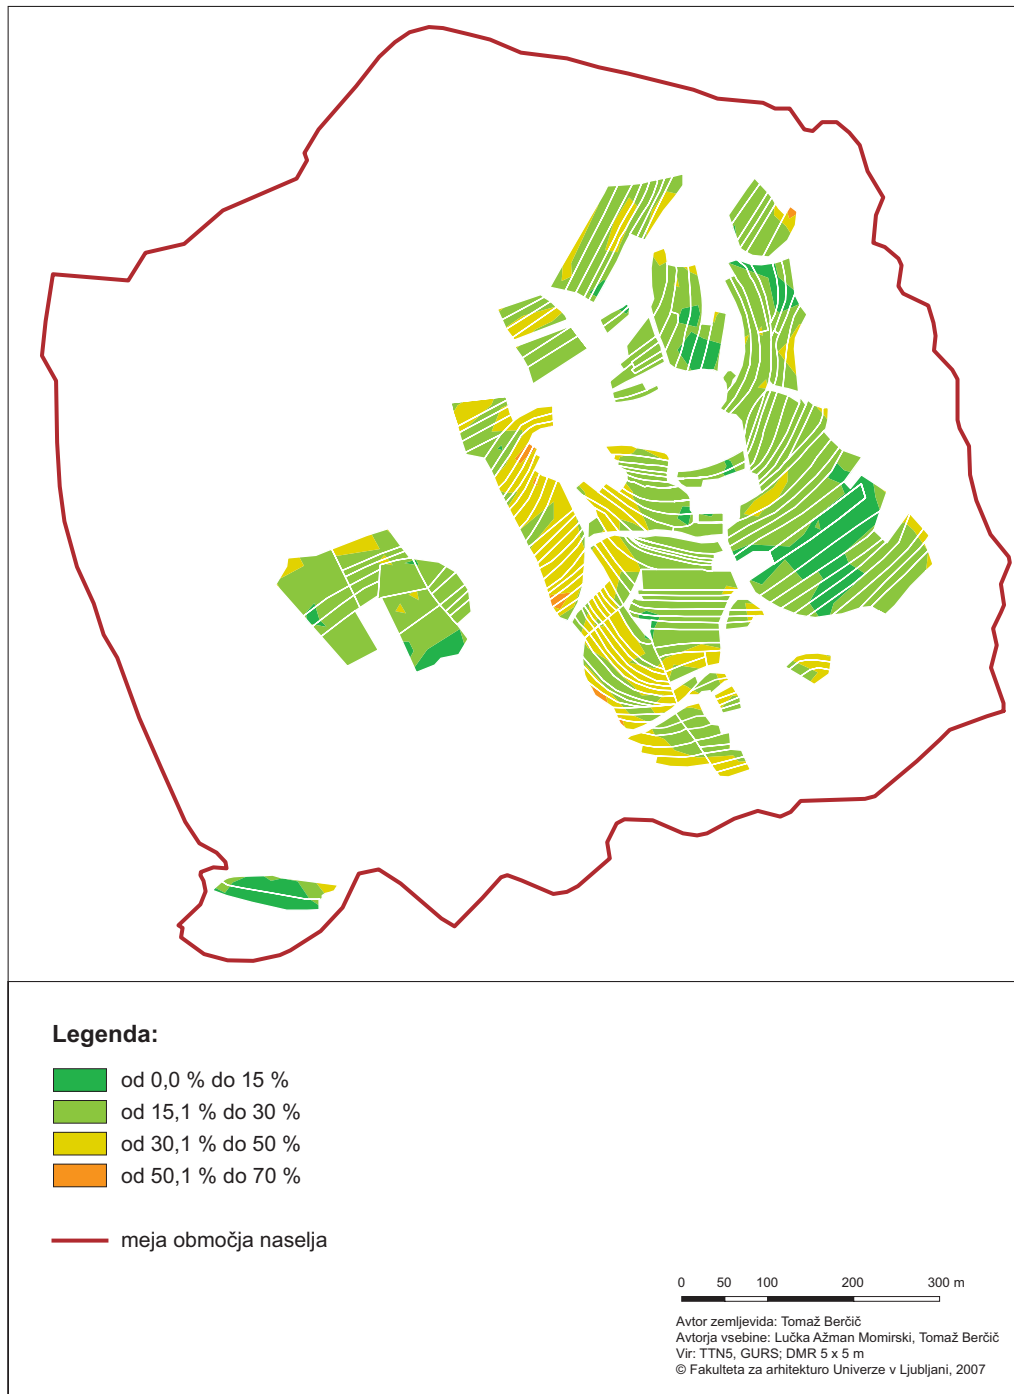 Legenda:
od 0,0 % do 15 %
od 15,1 % do 30 %
od 30,1 % do 50 %
od 50,1 % do 70 %
meja območja naselja
0 50 100 200 300 m
Avtor zemljevida: Tomaž Berčič
Avtorja vsebine: Lučka Ažman Momirski, Tomaž Berčič
Vir: TTN5, GURS; DMR 5 x 5 m
© Fakulteta za arhitekturo Univerze v Ljubljani, 2007